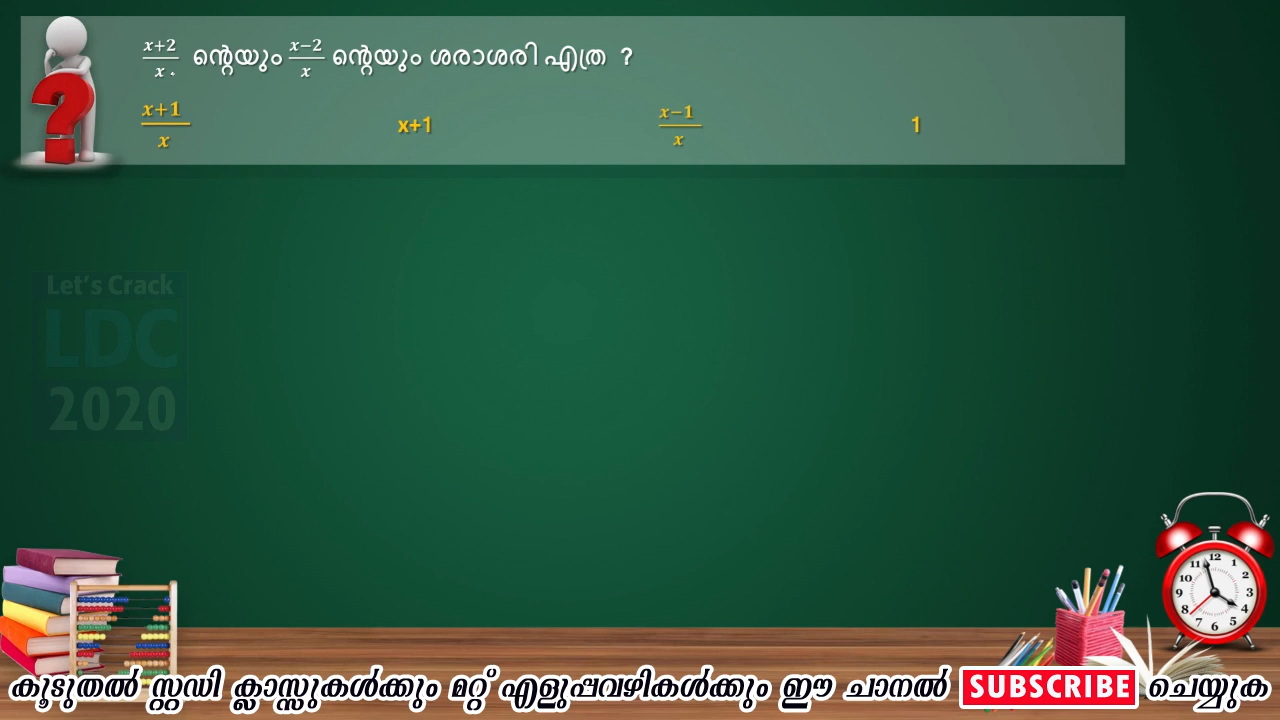 x+2/x ന്റെയും x−2/x ന്റെയും ശരാശരി എത്ര ?
x+1/x x+1 x−1/x 1
Let's Crack
LDC
2020
കൂടുതൽ സ്റ്റഡി ക്ലാസ്സുകൾക്കും മറ്റ് എളുപ്പവഴികൾക്കും ഈ ചാനൽ SUBSCRIBE ചെയ്യുക